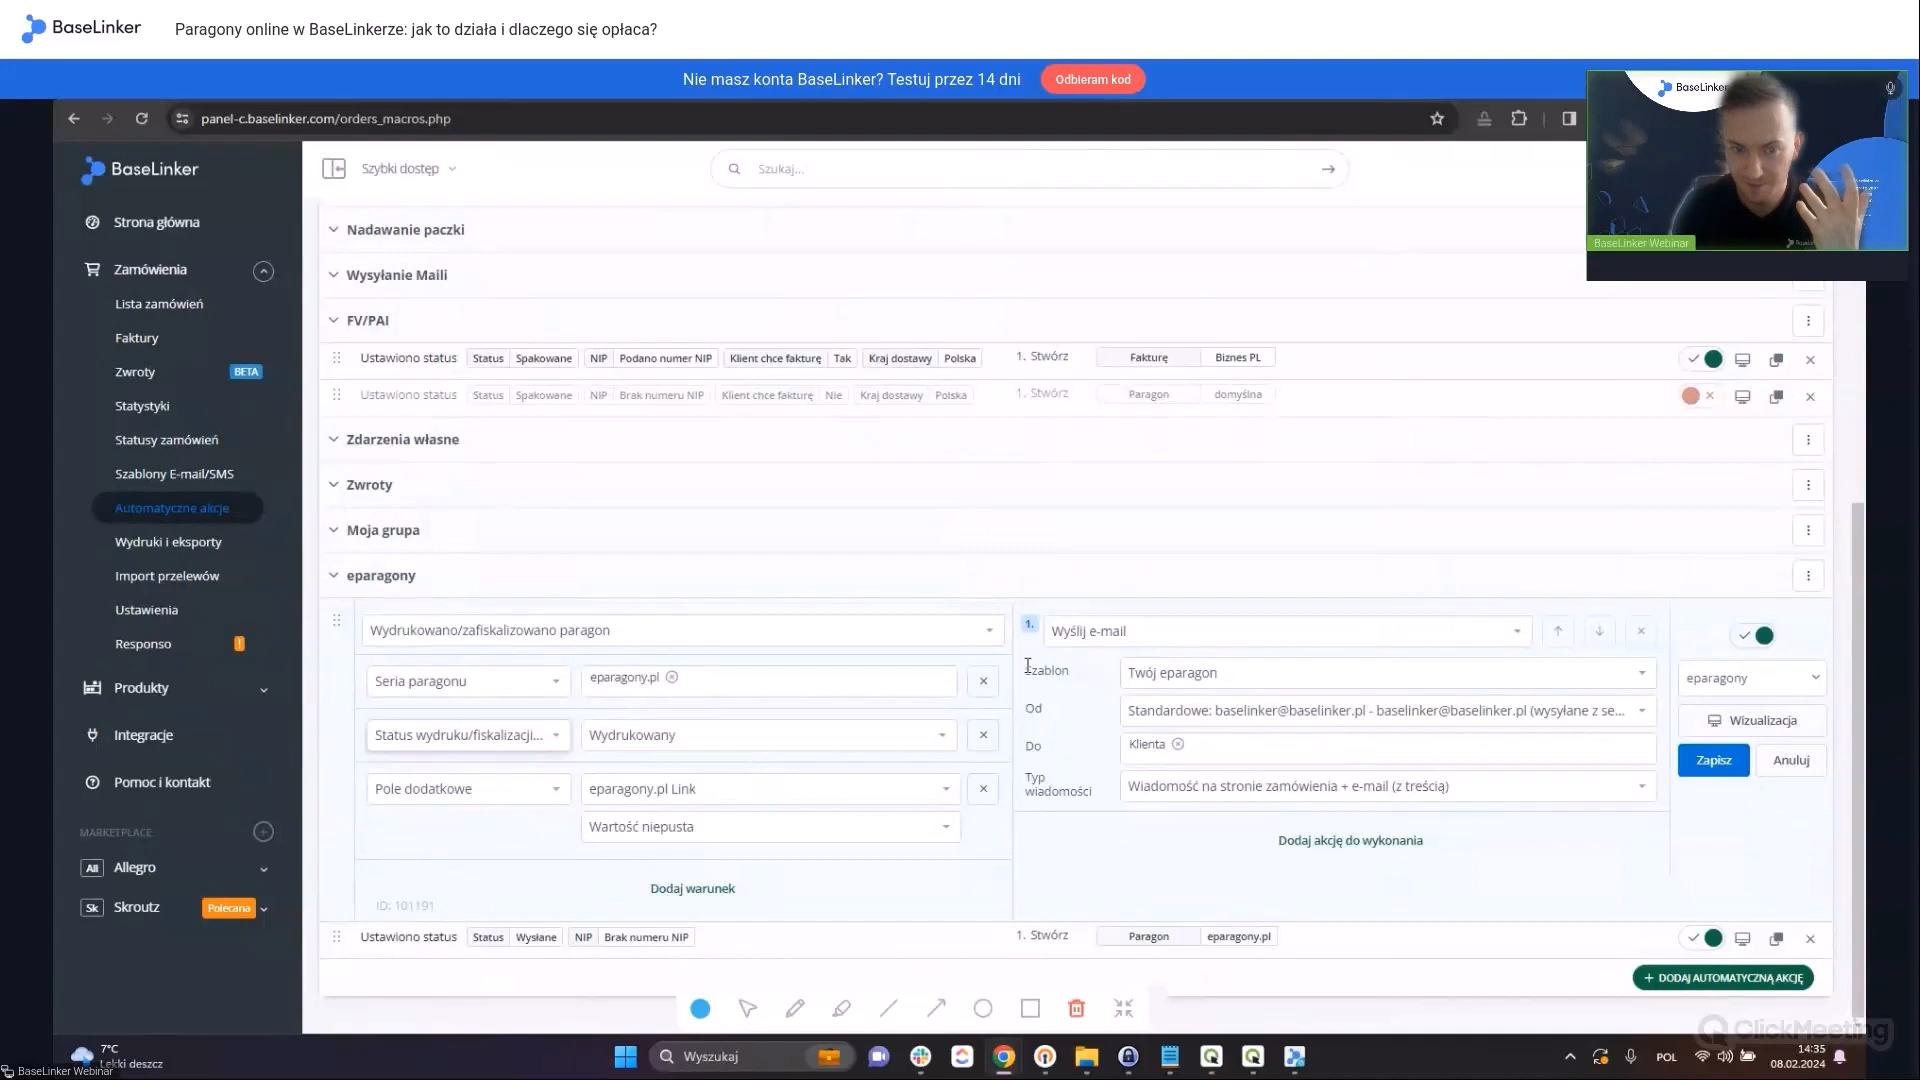 BaseLinker
Paragony online w BaseLinkerze: jak to działa i dlaczego się opłaca?
Nie masz konta BaseLinker? Testuj przez 14 dni
Odbieram kod
panel-c.baselinker.com/orders_macros.php
BaseLinker
BaseLinker Webinar
BaseLinker
Szybki dostęp
Szukaj...
Strona główna
Zamówienia
Lista zamówień
Faktury
Zwroty BETA
Statystyki
Statusy zamówień
Szablony E-mail/SMS
Automatyczne akcje
Wydruki i eksporty
Import przelewów
Ustawienia
Responso !
Produkty
Integracje
Pomoc i kontakt
MARKETPLACE
All Allegro
Sk Skroutz Polecana
Nadawanie paczki
Wysyłanie Maili
FV/PAI
Ustawiono status Status Spakowane NIP Podano numer NIP Klient chce fakturę Tak Kraj dostawy Polska 1. Stwórz Fakturę Biznes PL
Ustawiono status Status Spakowane NIP Brak numeru NIP Klient chce fakturę Nie Kraj dostawy Polska 1. Stwórz Paragon domyślna
Zdarzenia własne
Zwroty
Moja grupa
eparagony
Wydrukowano/zafiskalizowano paragon
Seria paragonu eparagony.pl
Status wydruku/fiskalizacji... Wydrukowany
Pole dodatkowe eparagony.pl Link
Wartość niepusta
Dodaj warunek
ID: 101191
1. Wyślij e-mail
Szablon Twój eparagon
Od Standardowe: baselinker@baselinker.pl - baselinker@baselinker.pl (wysyłane z se...
Do Klienta
Typ wiadomości Wiadomość na stronie zamówienia + e-mail (z treścią)
Dodaj akcję do wykonania
eparagony
Wizualizacja
Zapisz Anuluj
Ustawiono status Status Wysłane NIP Brak numeru NIP 1. Stwórz Paragon eparagony.pl
+ DODAJ AUTOMATYCZNĄ AKCJĘ
ClickMeeting
7°C
Lekki deszcz
BaseLinker Webinar
Wyszukaj
POL
14:35
08.02.2024